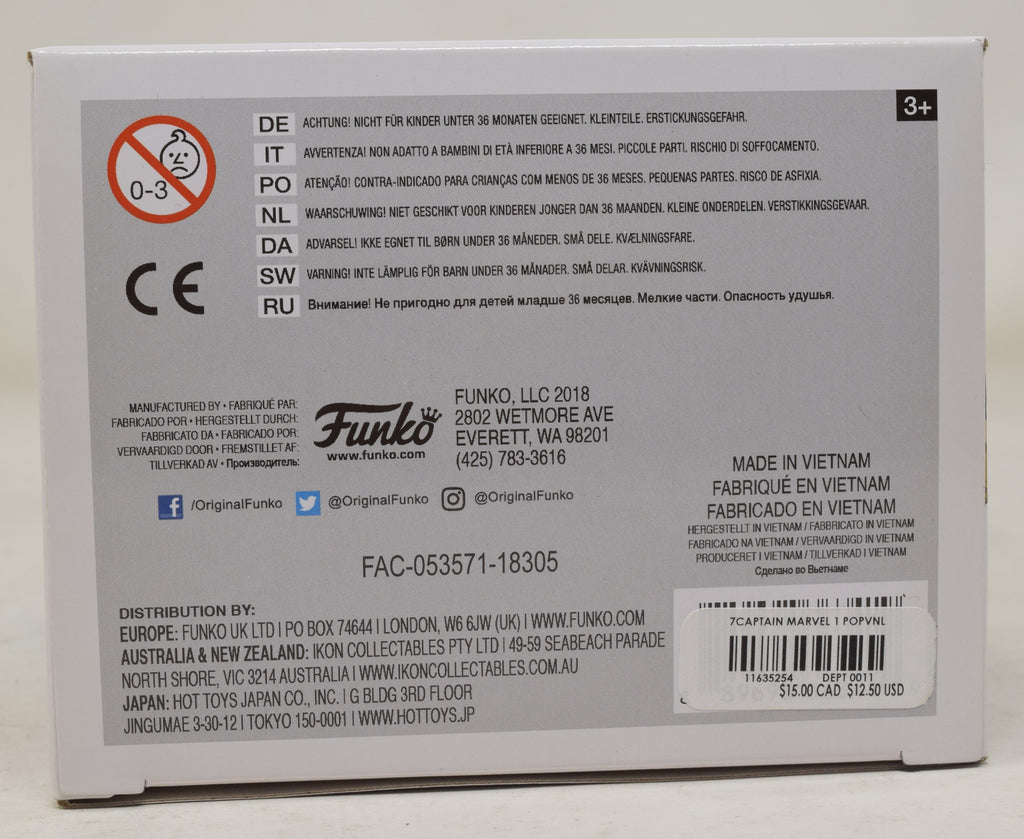 3+
0-3
DE ACHTUNG! NICHT FÜR KINDER UNTER 36 MONATEN GEEIGNET. KLEINTEILE. ERSTICKUNGSGEFAHR.
IT AVVERTENZA! NON ADATTO A BAMBINI DI ETÀ INFERIORE A 36 MESI. PICCOLE PARTI. RISCHIO DI SOFFOCAMENTO.
PO ATENÇÃO! CONTRA-INDICADO PARA CRIANÇAS COM MENOS DE 36 MESES. PEQUENAS PARTES. RISCO DE ASFIXIA.
NL WAARSCHUWING! NIET GESCHIKT VOOR KINDEREN JONGER DAN 36 MAANDEN. KLEINE ONDERDELEN. VERSTIKKINGSGEVAAR.
DA ADVARSEL! IKKE EGNET TIL BØRN UNDER 36 MÅNEDER. SMÅ DELE. KVÆLNINGSFARE.
SW VARNING! INTE LÄMPLIG FÖR BARN UNDER 36 MÅNADER. SMÅ DELAR. KVÄVNINGSRISK.
RU Внимание! Не пригодно для детей младше 36 месяцев. Мелкие части. Опасность удушья.
CE
MANUFACTURED BY • FABRIQUÉ PAR:
FABRICADO POR • HERGESTELLT DURCH:
FABBRICATO DA • FABRICADO POR:
VERVAARDIGD DOOR • FREMSTILLET AF:
TILLVERKAD AV • Производитель:
Funko
www.funko.com
FUNKO, LLC 2018
2802 WETMORE AVE
EVERETT, WA 98201
(425) 783-3616
/OriginalFunko @OriginalFunko @OriginalFunko
MADE IN VIETNAM
FABRIQUÉ EN VIETNAM
FABRICADO EN VIETNAM
HERGESTELLT IN VIETNAM / FABBRICATO IN VIETNAM
FABRICADO NA VIETNAM / VERVAARDIGD IN VIETNAM
PRODUCERET I VIETNAM / TILLVERKAD I VIETNAM
Сделано во Вьетнаме
FAC-053571-18305
DISTRIBUTION BY:
EUROPE: FUNKO UK LTD | PO BOX 74644 | LONDON, W6 6JW (UK) | WWW.FUNKO.COM
AUSTRALIA & NEW ZEALAND: IKON COLLECTABLES PTY LTD | 49-59 SEABEACH PARADE
NORTH SHORE, VIC 3214 AUSTRALIA | WWW.IKONCOLLECTABLES.COM.AU
JAPAN: HOT TOYS JAPAN CO., INC. | G BLDG 3RD FLOOR
JINGUMAE 3-30-12 | TOKYO 150-0001 | WWW.HOTTOYS.JP
7CAPTAIN MARVEL 1 POPVNL
11635254 DEPT 0011
$15.00 CAD $12.50 USD